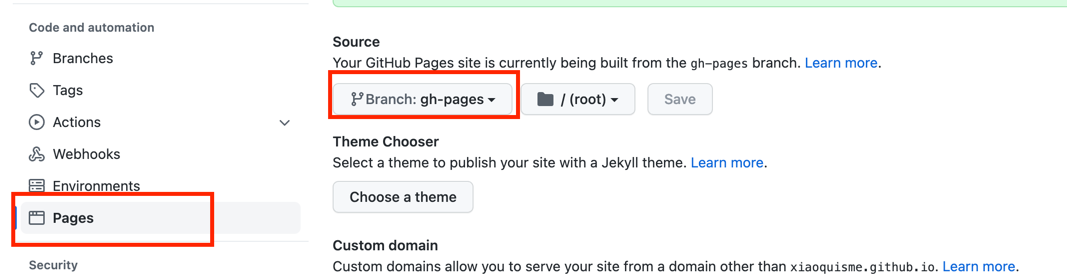 Code and automation
Branches
Tags
Actions
Webhooks
Environments
Pages
Security
Source
Your GitHub Pages site is currently being built from the gh-pages branch. Learn more.
Branch: gh-pages
/ (root)
Save
Theme Chooser
Select a theme to publish your site with a Jekyll theme. Learn more.
Choose a theme
Custom domain
Custom domains allow you to serve your site from a domain other than xiaoquisme.github.io. Learn more.